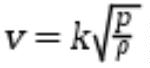 v = k√(p/ρ)